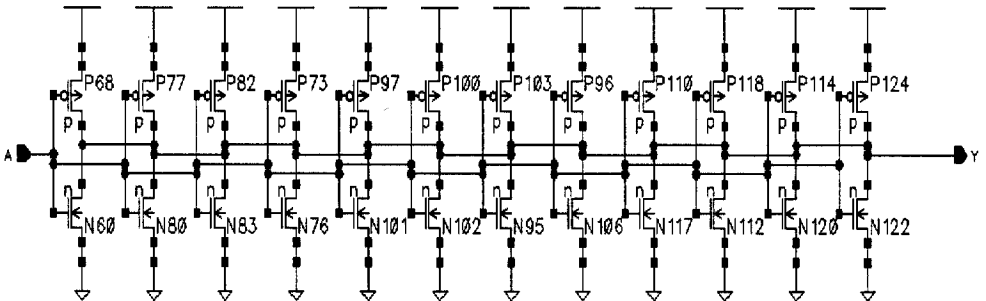 P68 P77 P82 P73 P97 P100 P103 P96 P110 P118 P114 P124
p p p p p p p p p p p p
A Y
n n n n n n n n n n n n
N60 N80 N83 N76 N101 N102 N95 N106 N117 N112 N120 N122